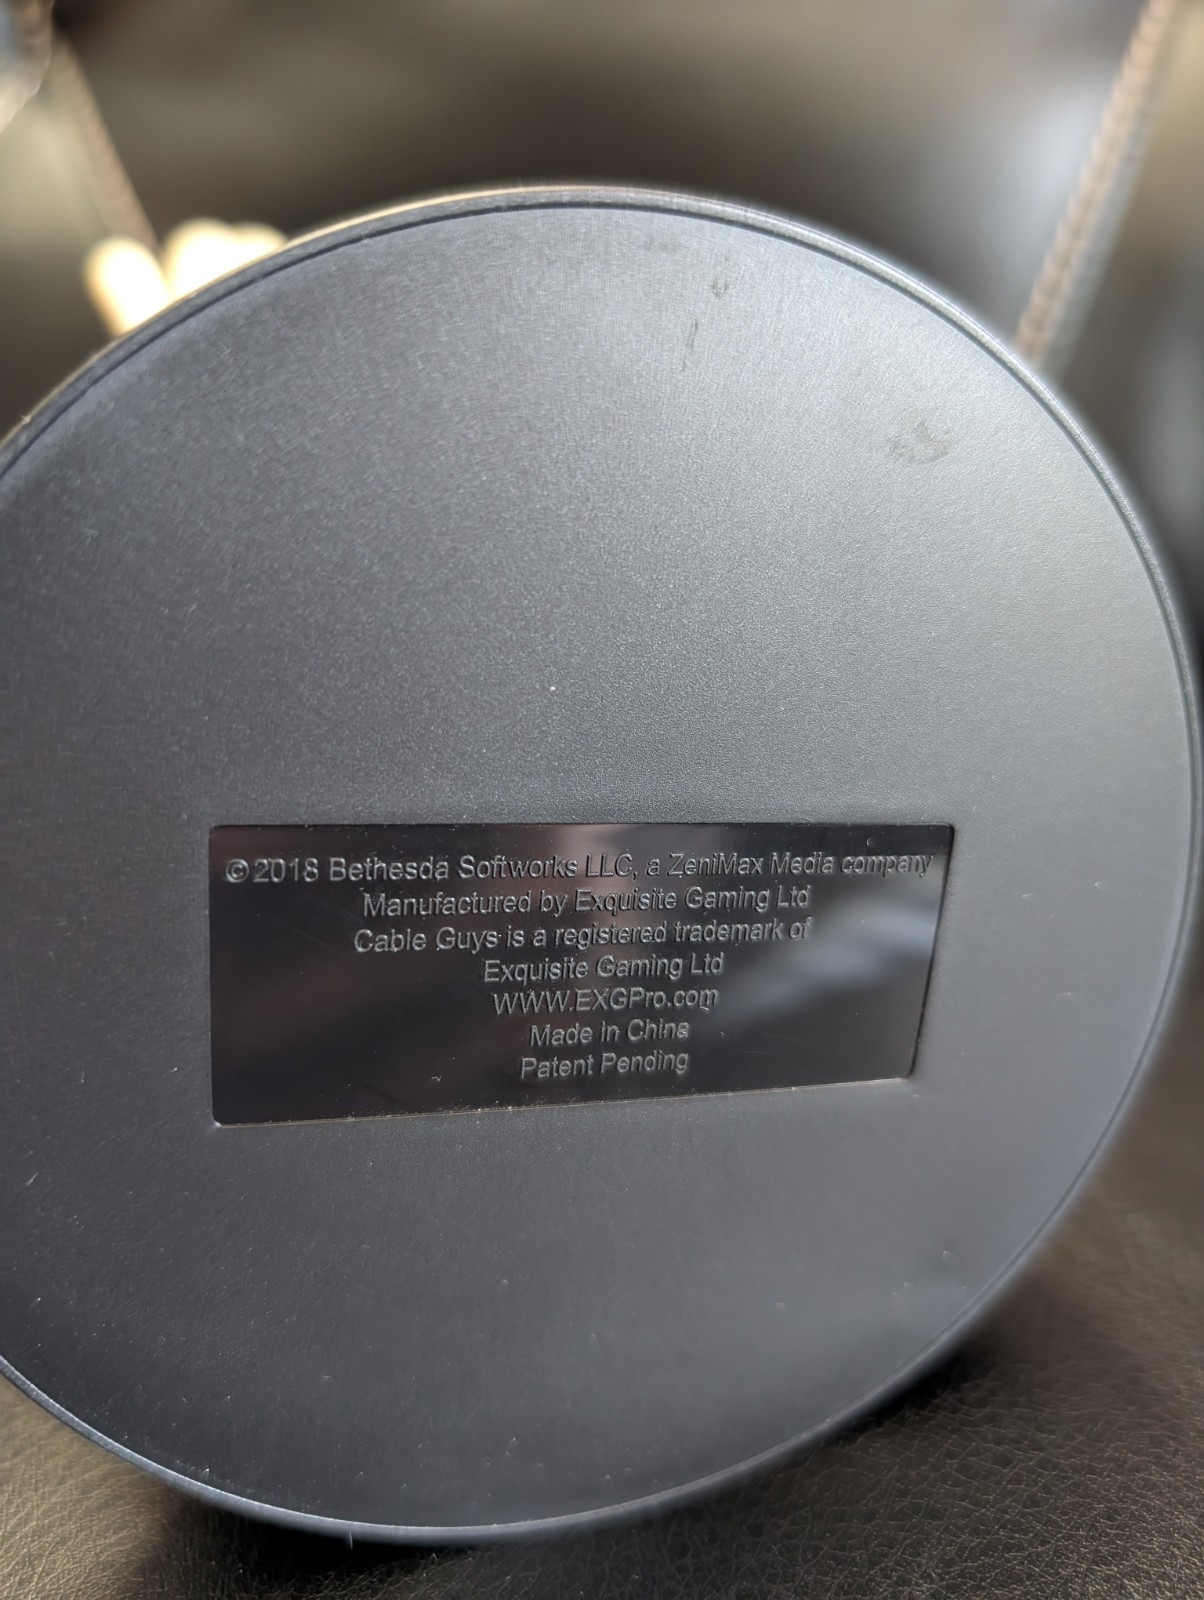 ©2018 Bethesda Softworks LLC, a ZeniMax Media company
Manufactured by Exquisite Gaming Ltd
Cable Guys is a registered trademark of
Exquisite Gaming Ltd
WWW.EXGPro.com
Made in China
Patent Pending